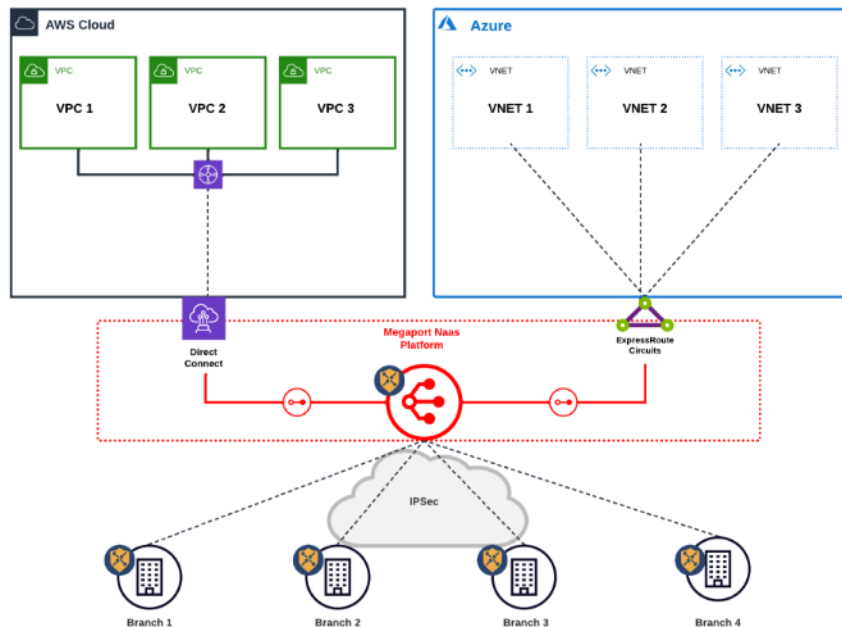 AWS Cloud
Azure
VPC
VPC
VPC
VNET
VNET
VNET
VPC 1
VPC 2
VPC 3
VNET 1
VNET 2
VNET 3
Megaport Naas
Platform
Direct
Connect
ExpressRoute
Circuits
IPSec
Branch 1
Branch 2
Branch 3
Branch 4